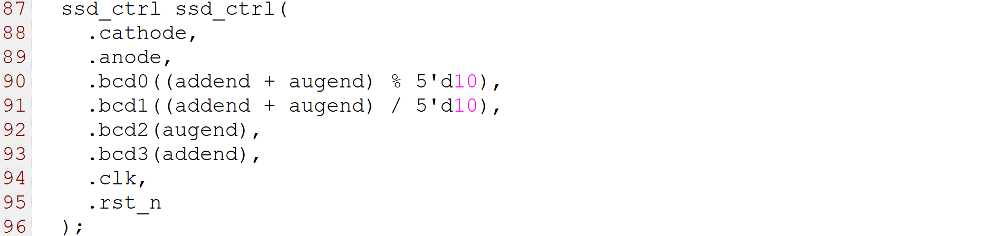 87 ssd_ctrl ssd_ctrl(
88 .cathode,
89 .anode,
90 .bcd0((addend + augend) % 5'd10),
91 .bcd1((addend + augend) / 5'd10),
92 .bcd2(augend),
93 .bcd3(addend),
94 .clk,
95 .rst_n
96 );